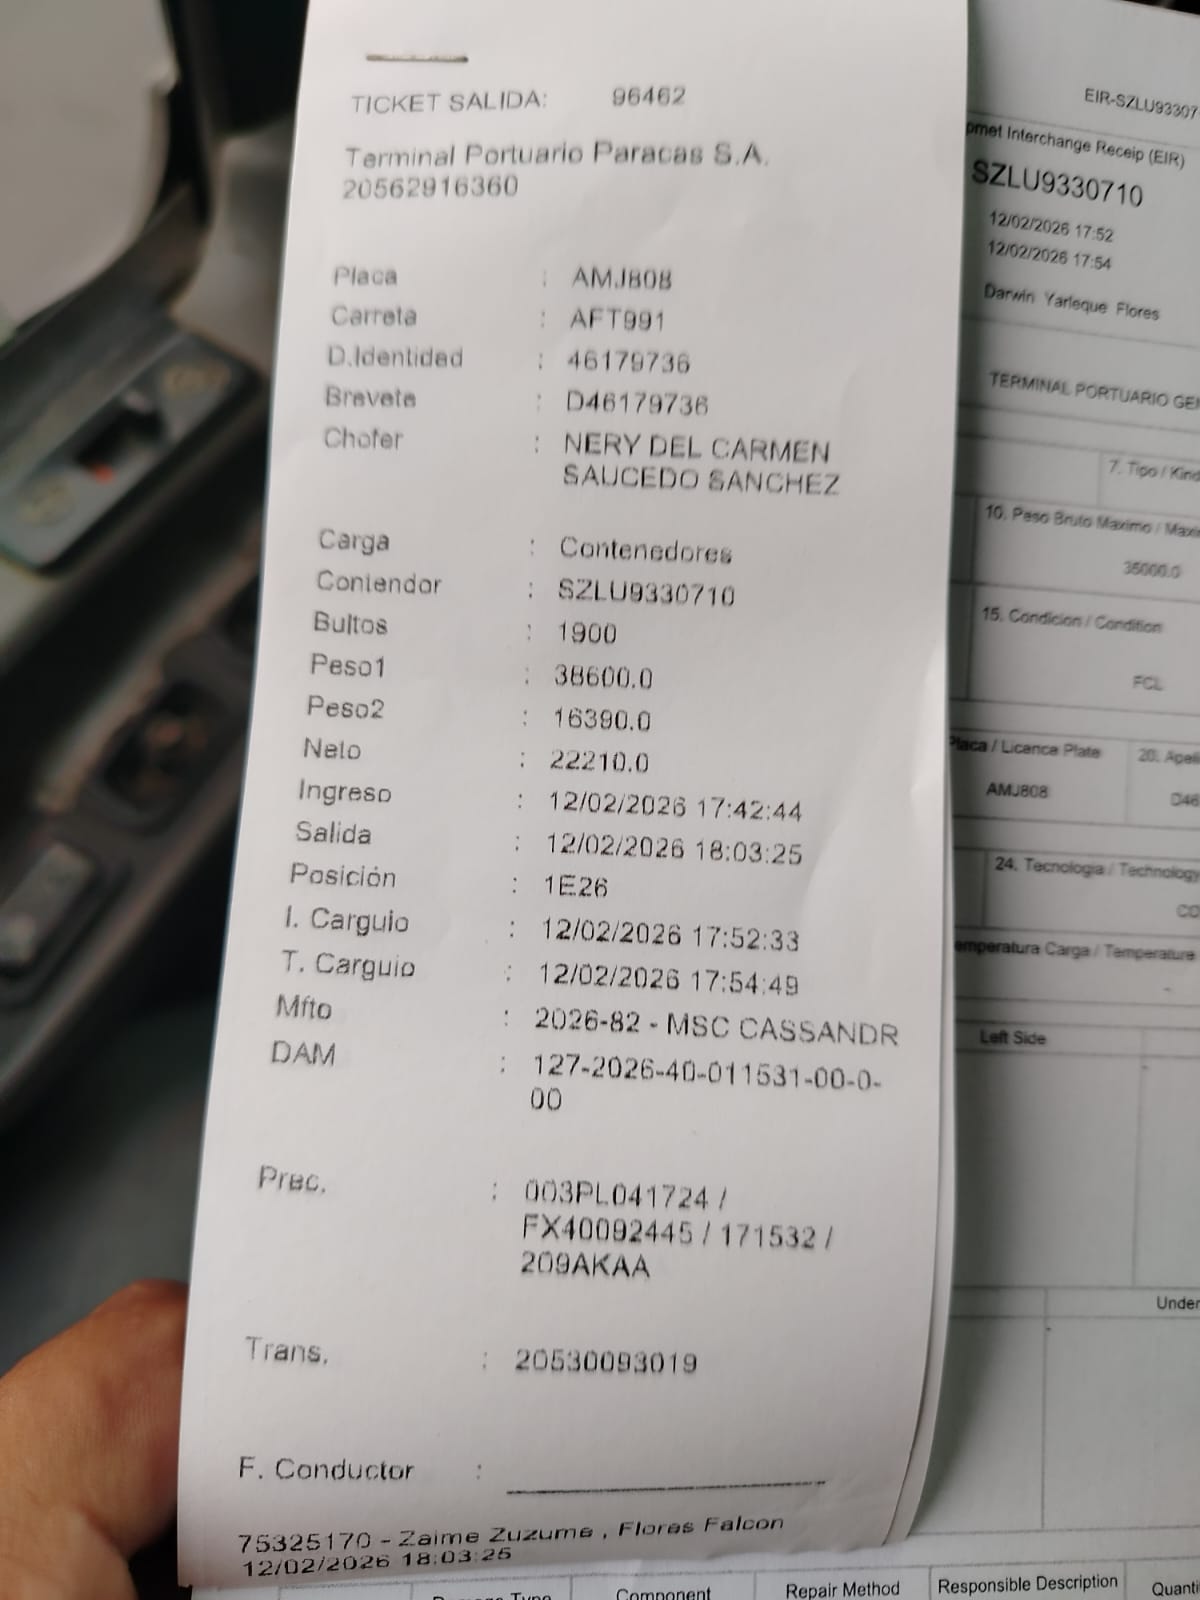 TICKET SALIDA: 96462
Terminal Portuario Paracas S.A.
20562916360
Placa : AMJ808
Carreta : AFT991
D.Identidad : 46179736
Brevete : D46179736
Chofer : NERY DEL CARMEN
SAUCEDO SANCHEZ
Carga : Contenedores
Contendor : SZLU9330710
Bultos : 1900
Peso1 : 38600.0
Peso2 : 16390.0
Neto : 22210.0
Ingreso : 12/02/2026 17:42:44
Salida : 12/02/2026 18:03:25
Posición : 1E26
I. Carguio : 12/02/2026 17:52:33
T. Carguio : 12/02/2026 17:54:49
Mfto : 2026-82 - MSC CASSANDR
DAM : 127-2026-40-011531-00-0-
00
Prec. : 003PL041724 /
FX40092445 / 171532 /
209AKAA
Trans. : 20530093019
F. Conductor :
75325170 - Zaime Zuzume , Flores Falcon
12/02/2026 18:03:25
EIR-SZLU93307
pmet Interchange Receip (EIR)
SZLU9330710
12/02/2026 17:52
12/02/2026 17:54
Darwin Yarleque Flores
TERMINAL PORTUARIO GE
7. Tipo / Kind
10. Peso Bruto Maximo / Maxi
35000.0
15. Condicion / Condition
FCL
Placa / Licence Plate
20. Apell
AMJ808
D46
24. Tecnologia / Technology
CO
emperatura Carga / Temperature
-
Left Side
Under
Type
Component
Repair Method
Responsible Description
Quanti